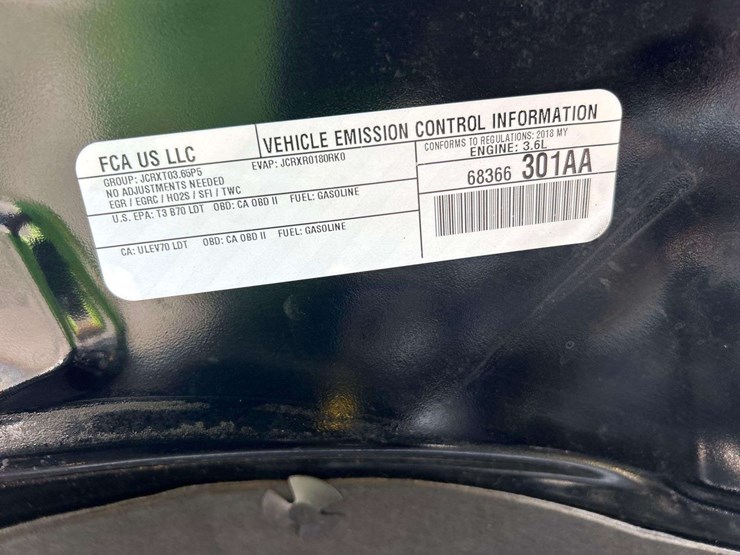 FCA US LLC
VEHICLE EMISSION CONTROL INFORMATION
GROUP: JCRXT03.65P5
EVAP: JCRXR0180RK0
NO ADJUSTMENTS NEEDED
EGR / EGRC / HO2S / SFI / TWC
U.S. EPA: T3 B70 LDT OBD: CA OBD II FUEL: GASOLINE
CA: ULEV70 LDT OBD: CA OBD II FUEL: GASOLINE
CONFORMS TO REGULATIONS: 2018 MY
ENGINE: 3.6L
68366 301AA